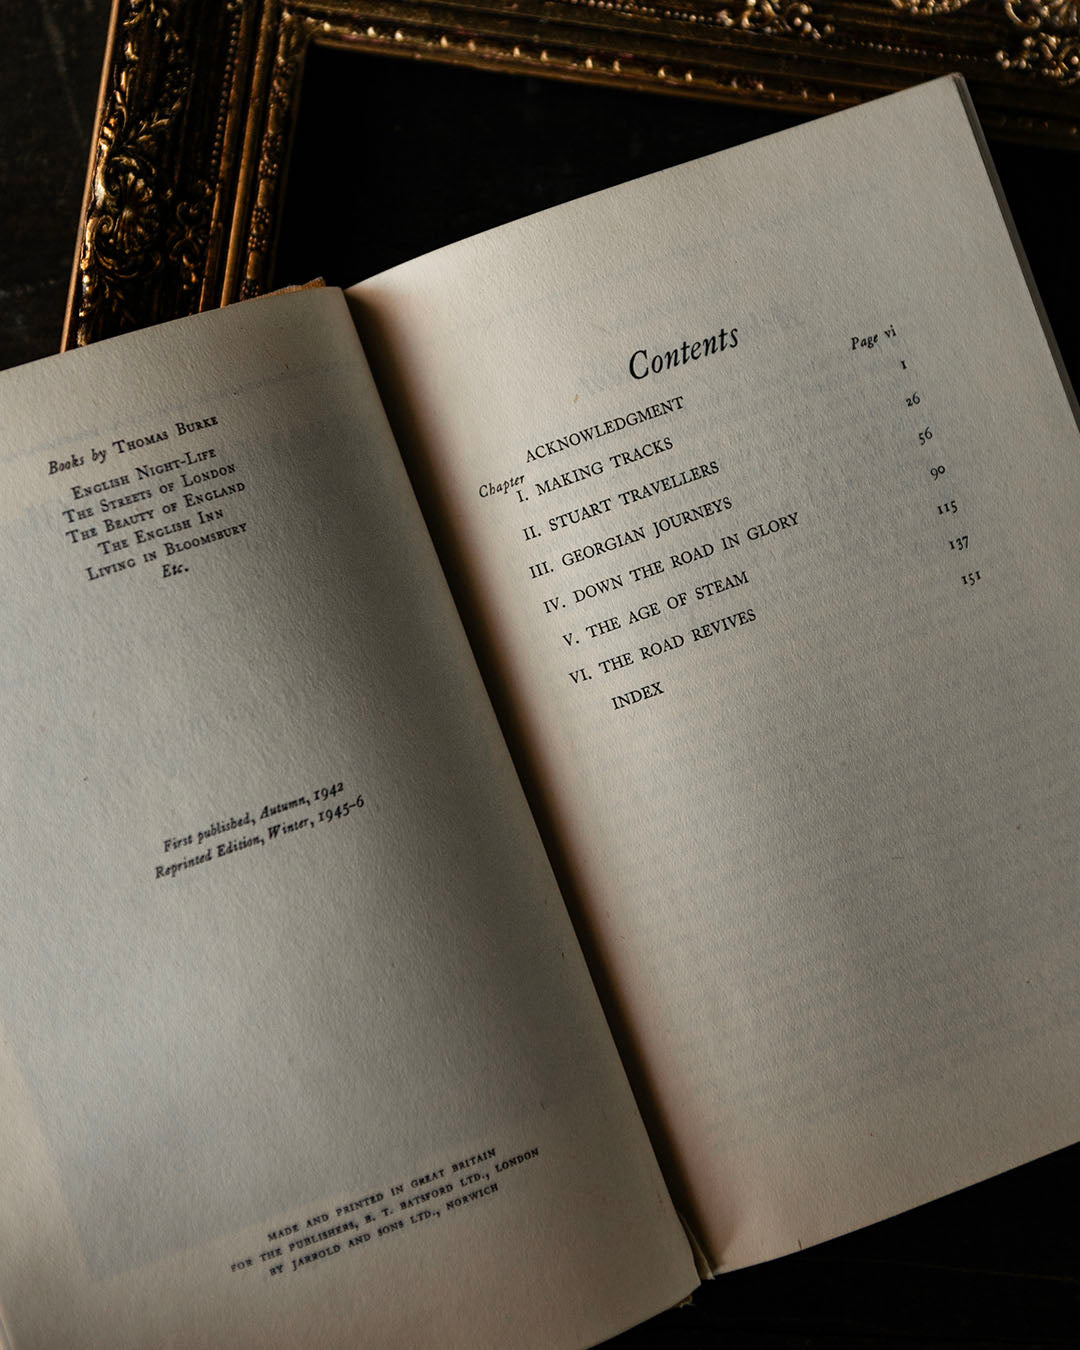 Books by THOMAS BURKE
ENGLISH NIGHT-LIFE
THE STREETS OF LONDON
THE BEAUTY OF ENGLAND
THE ENGLISH INN
LIVING IN BLOOMSBURY
Etc.
First published, Autumn, 1942
Reprinted Edition, Winter, 1945-6
MADE AND PRINTED IN GREAT BRITAIN
FOR THE PUBLISHERS, B. T. BATSFORD LTD., LONDON
BY JARROLD AND SONS LTD., NORWICH
Contents
ACKNOWLEDGMENT Page vi
Chapter
I. MAKING TRACKS 1
II. STUART TRAVELLERS 26
III. GEORGIAN JOURNEYS 56
IV. DOWN THE ROAD IN GLORY 90
V. THE AGE OF STEAM 115
VI. THE ROAD REVIVES 137
INDEX 151